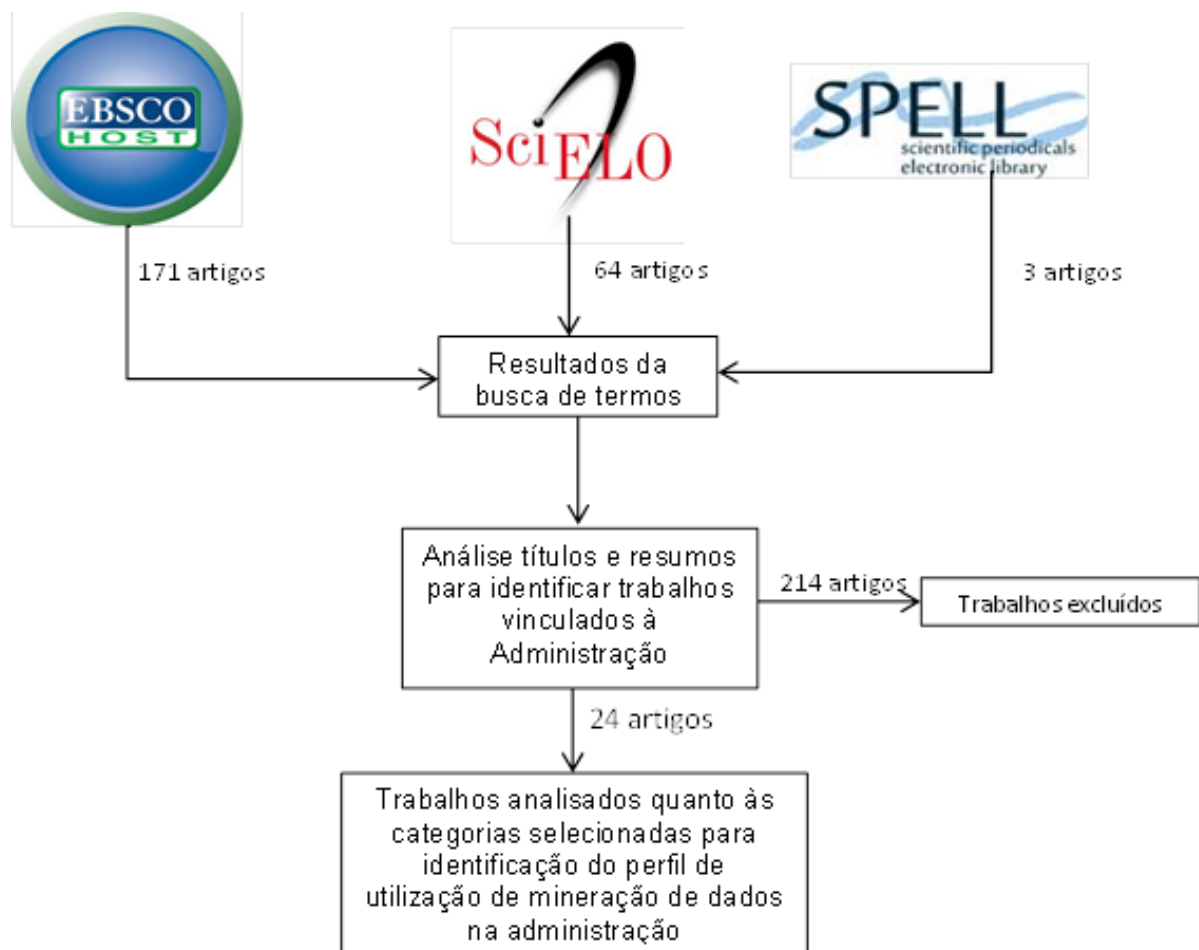 EBSCO
HOST
SciELO
SPELL
scientific periodicals
electronic library
171 artigos
64 artigos
3 artigos
Resultados da
busca de termos
Análise títulos e resumos
para identificar trabalhos
vinculados à
Administração
214 artigos
Trabalhos excluídos
24 artigos
Trabalhos analisados quanto às
categorias selecionadas para
identificação do perfil de
utilização de mineração de dados
na administração